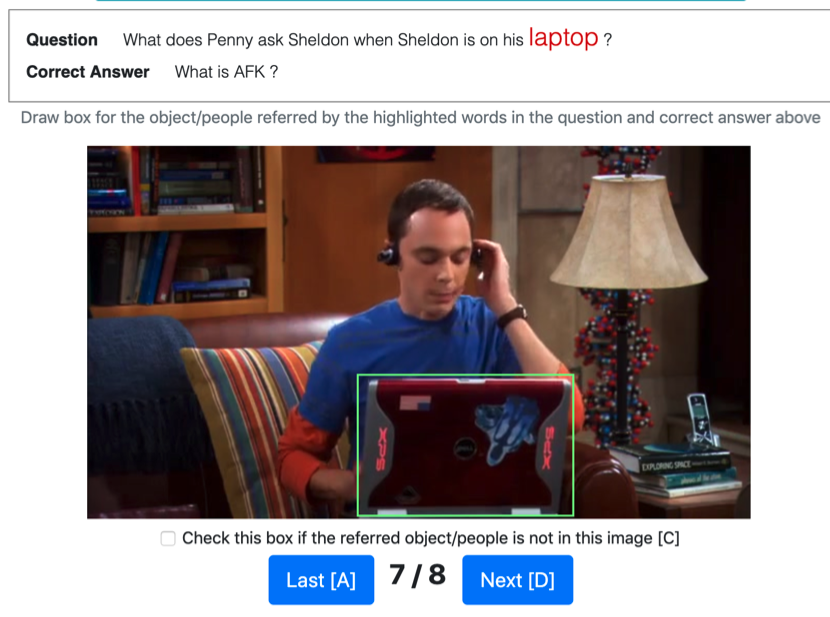 Question What does Penny ask Sheldon when Sheldon is on his laptop ?
Correct Answer What is AFK ?
Draw box for the object/people referred by the highlighted words in the question and correct answer above
XPS
XPS
DELL
EXPLORING SPACE
Check this box if the referred object/people is not in this image [C]
Last [A] 7 / 8 Next [D]